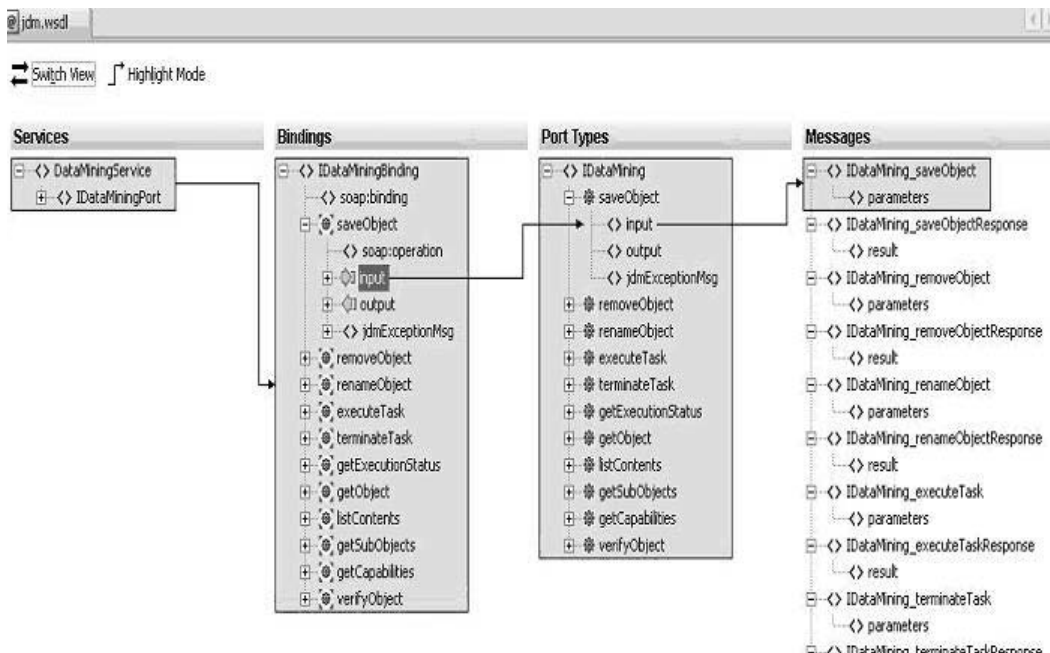 jdm.wsdl
Switch View Highlight Mode
Services
DataMiningService
IDataMiningPort
Bindings
IDataMiningBinding
soap:binding
saveObject
soap:operation
input
output
jdmExceptionMsg
removeObject
renameObject
executeTask
terminateTask
getExecutionStatus
getObject
listContents
getSubObjects
getCapabilities
verifyObject
Port Types
IDataMining
saveObject
input
output
jdmExceptionMsg
removeObject
renameObject
executeTask
terminateTask
getExecutionStatus
getObject
listContents
getSubObjects
getCapabilities
verifyObject
Messages
IDataMining_saveObject
parameters
IDataMining_saveObjectResponse
result
IDataMining_removeObject
parameters
IDataMining_removeObjectResponse
result
IDataMining_renameObject
parameters
IDataMining_renameObjectResponse
result
IDataMining_executeTask
parameters
IDataMining_executeTaskResponse
result
IDataMining_terminateTask
parameters
IDataMining_terminateTaskResponse